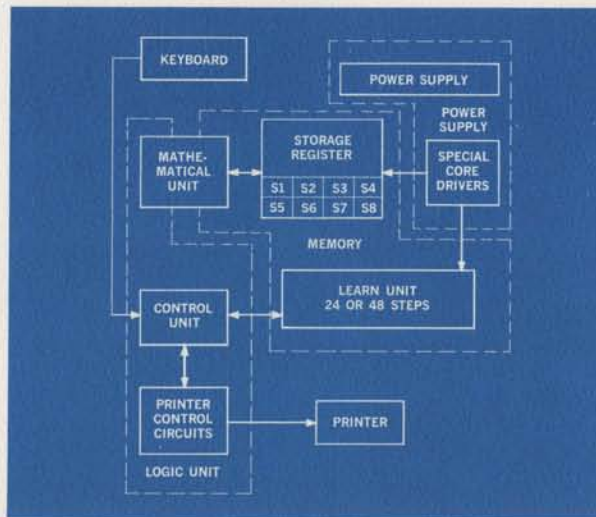 KEYBOARD
POWER SUPPLY
POWER
SUPPLY
MATHE-
MATICAL
UNIT
STORAGE
REGISTER
SPECIAL
CORE
DRIVERS
S1 S2 S3 S4
S5 S6 S7 S8
MEMORY
LEARN UNIT
24 OR 48 STEPS
CONTROL
UNIT
PRINTER
CONTROL
CIRCUITS
PRINTER
LOGIC UNIT